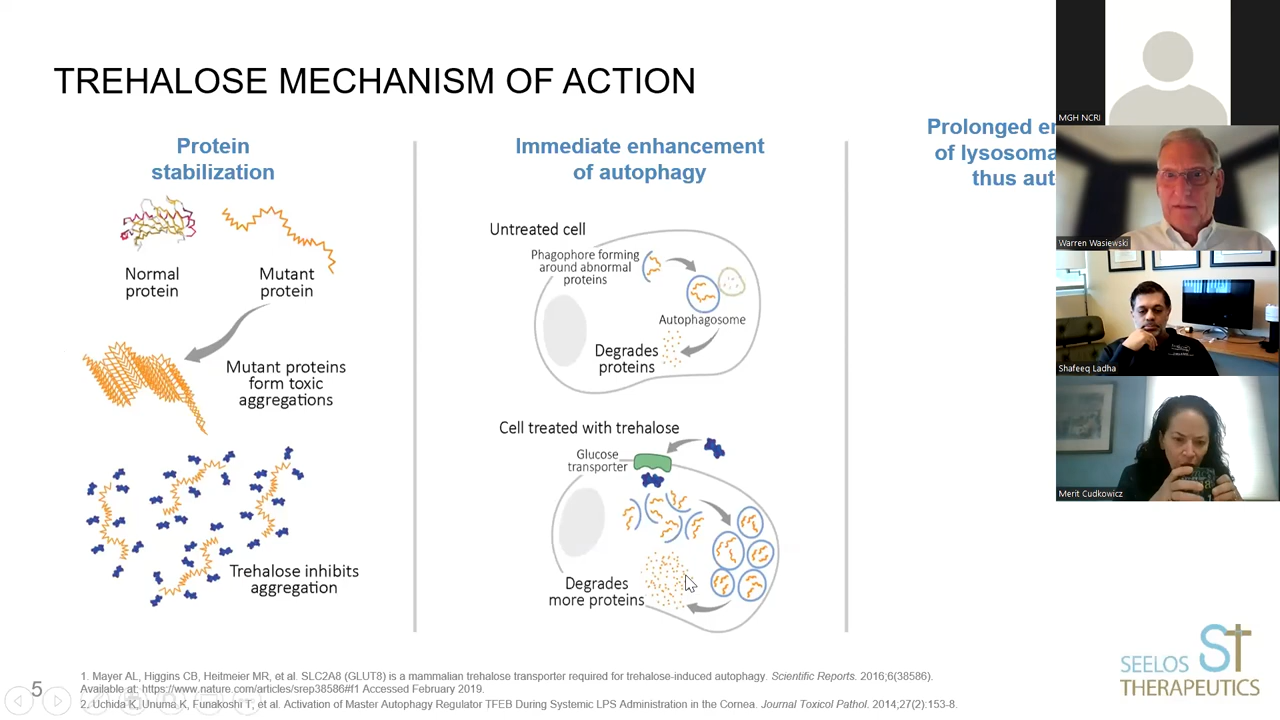 TREHALOSE MECHANISM OF ACTION
Protein
stabilization
Normal
protein
Mutant
protein
Mutant proteins
form toxic
aggregations
Trehalose inhibits
aggregation
Immediate enhancement
of autophagy
Untreated cell
Phagophore forming
around abnormal
proteins
Autophagosome
Degrades
proteins
Cell treated with trehalose
Glucose
transporter
Degrades
more proteins
Prolonged
of
thus
MGH NCRI
Warren Wasiewski
Shafeeq Ladha
Merit Cudkowicz
5
1. Mayer AL, Higgins CB, Heitmeier MR, et al. SLC2A8 (GLUT8) is a mammalian trehalose transporter required for trehalose-induced autophagy. Scientific Reports. 2016;6(38586).
Available at: https://www.nature.com/articles/srep38586#f1 Accessed February 2019.
2. Uchida K, Unuma K, Funakoshi T, et al. Activation of Master Autophagy Regulator TFEB During Systemic LPS Administration in the Cornea. Journal Toxicol Pathol. 2014;27(2):153-8.
SEELOS
THERAPEUTICS